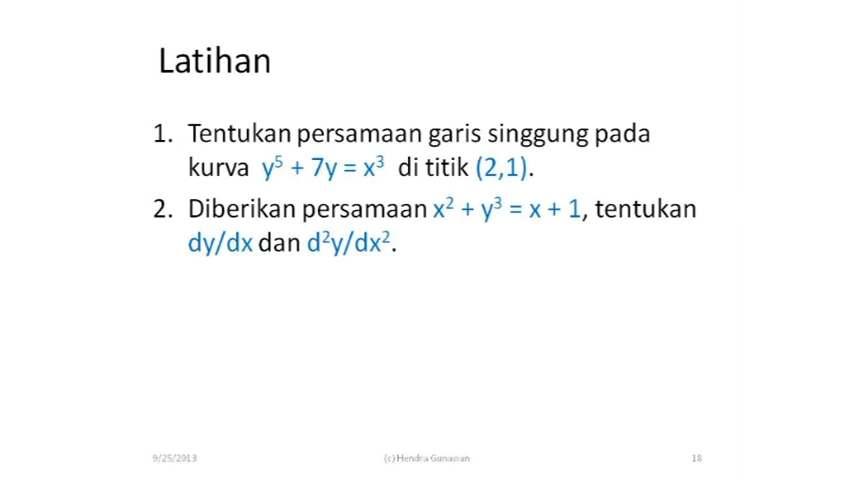 Latihan
1. Tentukan persamaan garis singgung pada
kurva y⁵ + 7y = x³ di titik (2,1).
2. Diberikan persamaan x² + y³ = x + 1, tentukan
dy/dx dan d²y/dx².
9/25/2013 (c) Hendra Gunawan 18